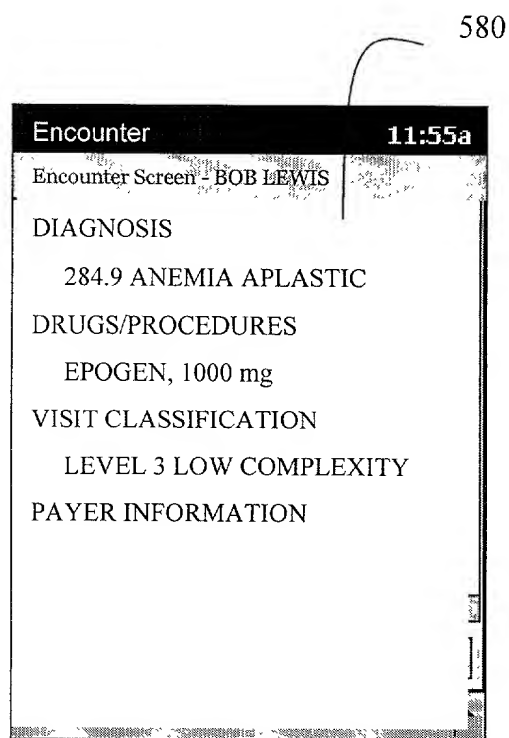 580
Encounter 11:55a
Encounter Screen - BOB LEWIS
DIAGNOSIS
284.9 ANEMIA APLASTIC
DRUGS/PROCEDURES
EPOGEN, 1000 mg
VISIT CLASSIFICATION
LEVEL 3 LOW COMPLEXITY
PAYER INFORMATION